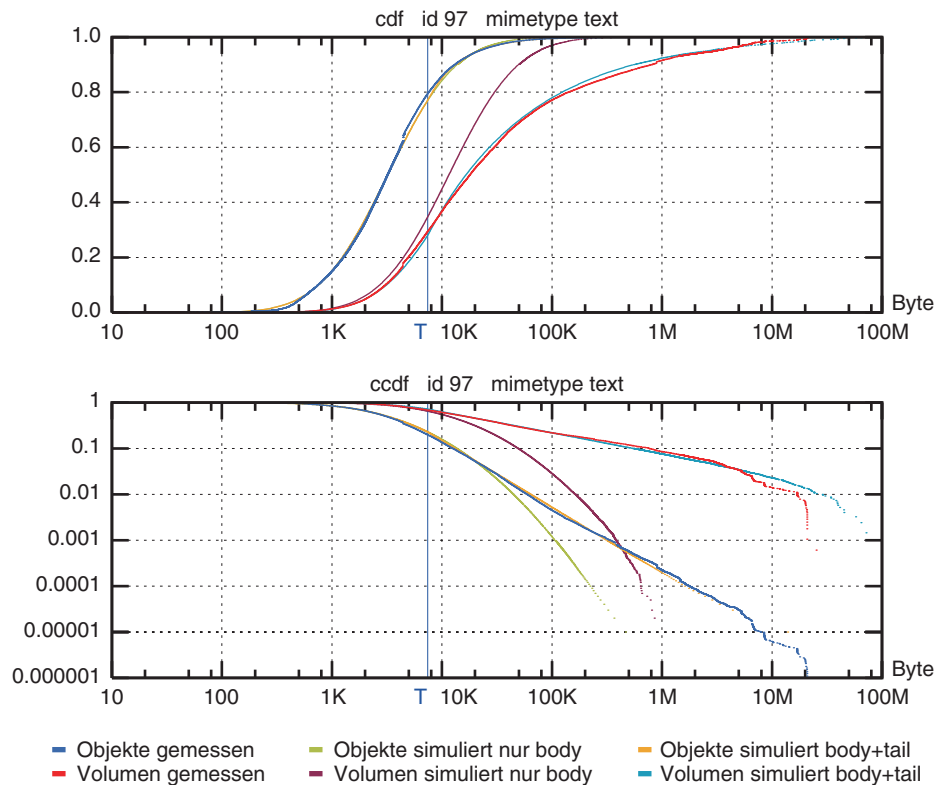 cdf id 97 mimetype text
1.0
0.8
0.6
0.4
0.2
0.0
Byte
10 100 1K T 10K 100K 1M 10M 100M
ccdf id 97 mimetype text
1
0.1
0.01
0.001
0.0001
0.00001
0.000001
Byte
10 100 1K T 10K 100K 1M 10M 100M
Objekte gemessen Objekte simuliert nur body Objekte simuliert body+tail
Volumen gemessen Volumen simuliert nur body Volumen simuliert body+tail